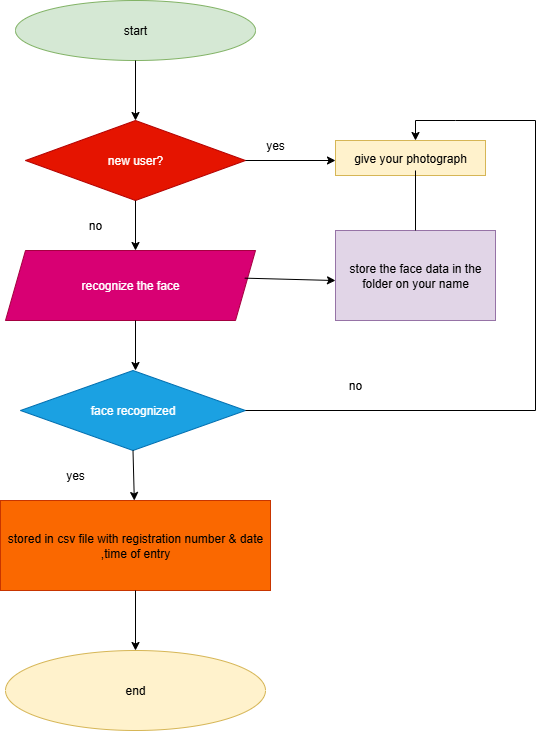 start
new user?
yes
give your photograph
no
recognize the face
store the face data in the
folder on your name
no
face recognized
yes
stored in csv file with registration number & date
,time of entry
end